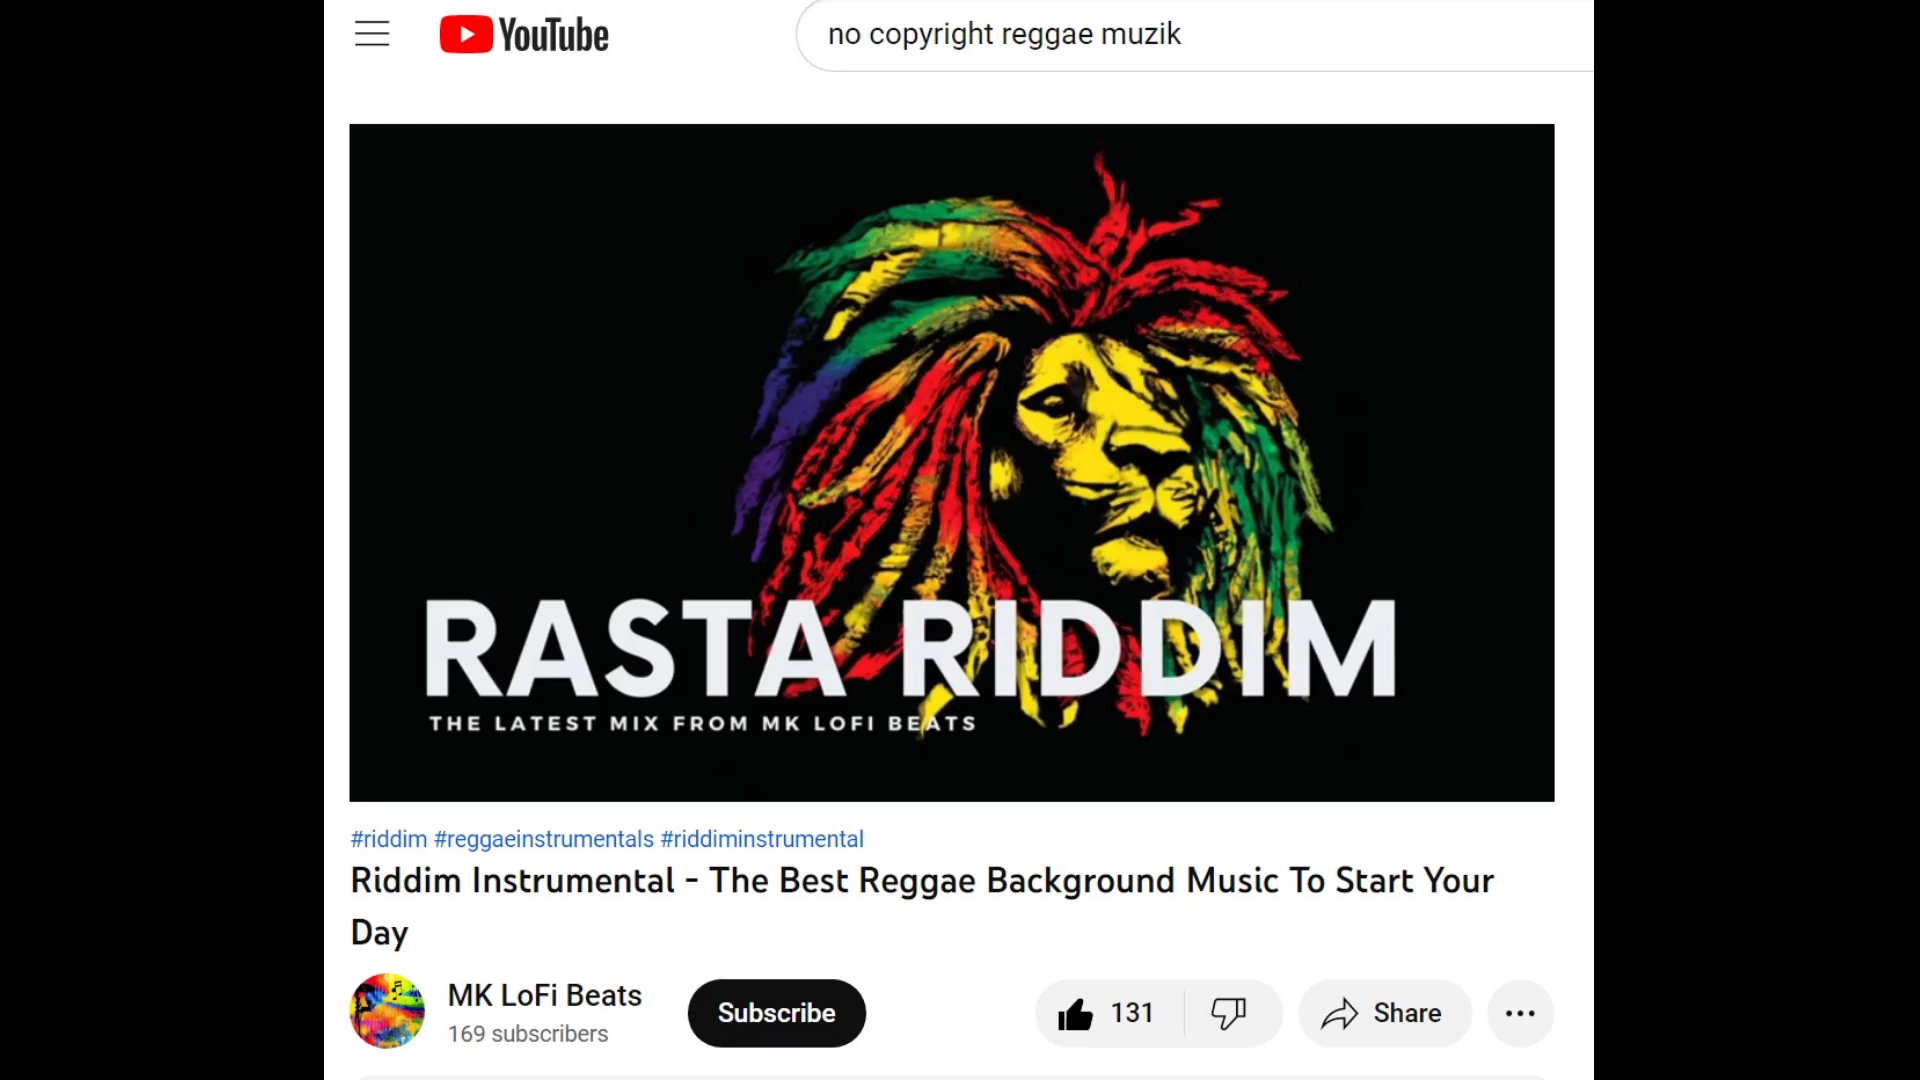 YouTube
no copyright reggae muzik
RASTA RIDDIM
THE LATEST MIX FROM MK LOFI BEATS
#riddim #reggaeinstrumentals #riddiminstrumental
Riddim Instrumental - The Best Reggae Background Music To Start Your
Day
MK LoFi Beats
169 subscribers
Subscribe
131
Share